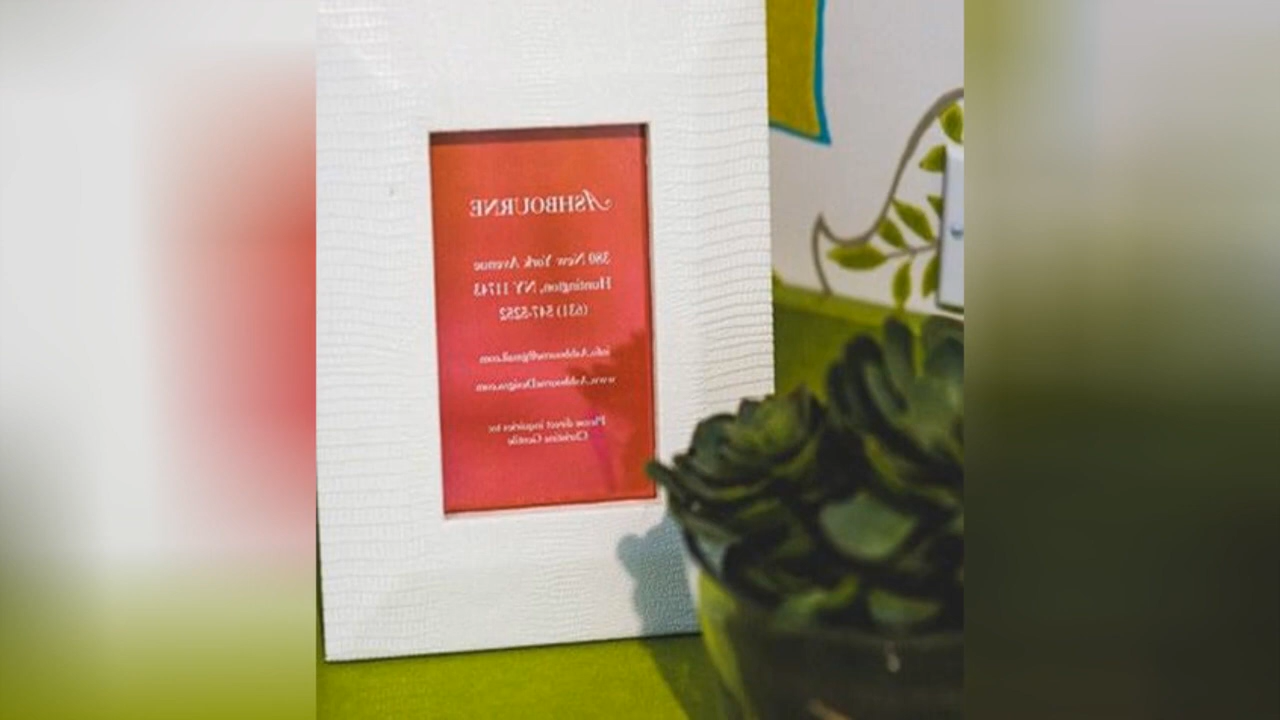 ASHBOURNE
380 New York Avenue
Huntington, NY 11743
(631) 547-5252
info.Ashbourne@gmail.com
www.AshbourneDesigns.com
Please direct inquiries to:
Christine Gentile